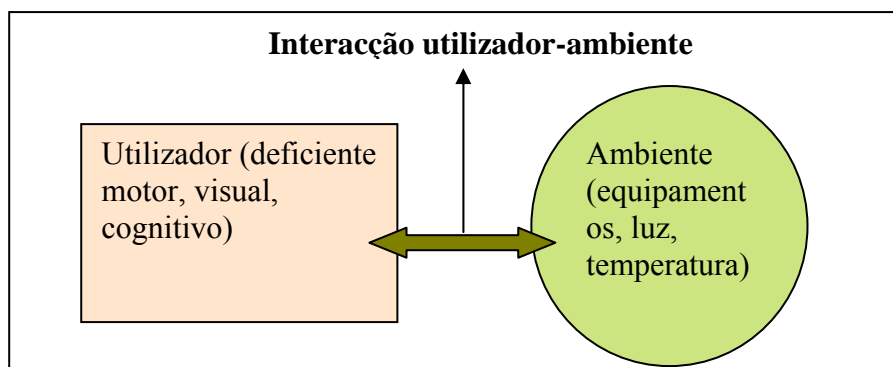 Interacção utilizador-ambiente
Utilizador (deficiente
motor, visual,
cognitivo)
Ambiente
(equipament
os, luz,
temperatura)